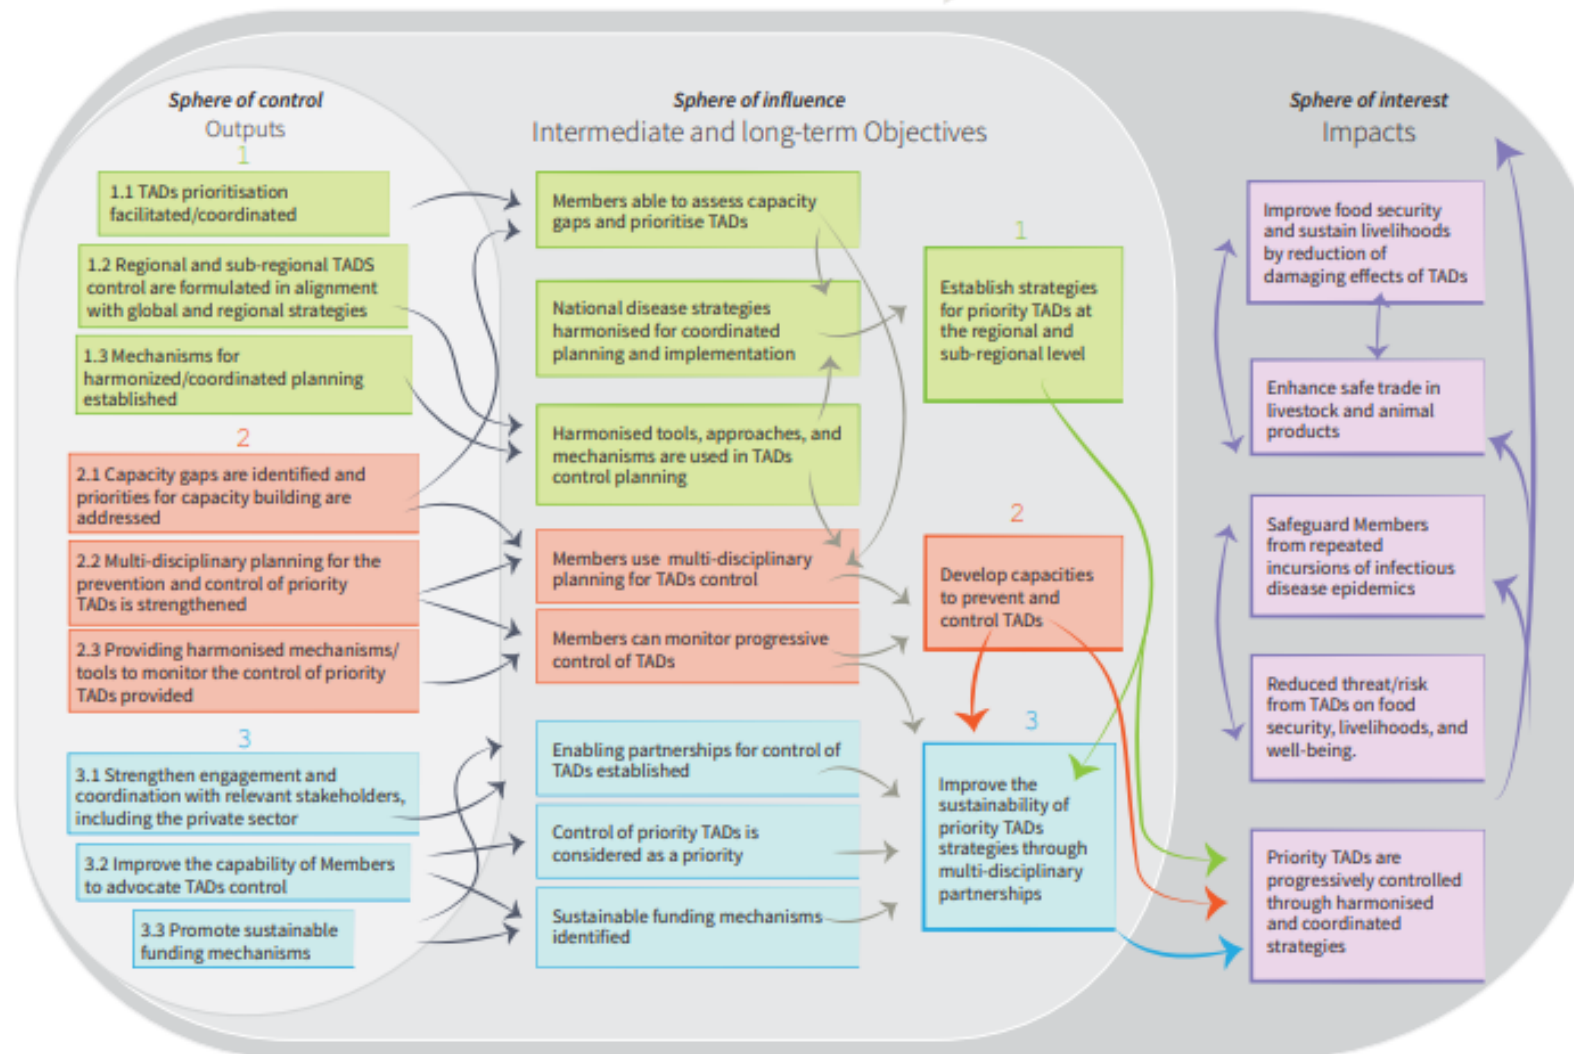 Sphere of control
Outputs
1
1.1 TADs prioritisation
facilitated/coordinated
1.2 Regional and sub-regional TADS
control are formulated in alignment
with global and regional strategies
1.3 Mechanisms for
harmonized/coordinated planning
established
2
2.1 Capacity gaps are identified and
priorities for capacity building are
addressed
2.2 Multi-disciplinary planning for the
prevention and control of priority
TADs is strengthened
2.3 Providing harmonised mechanisms/
tools to monitor the control of priority
TADs provided
3
3.1 Strengthen engagement and
coordination with relevant stakeholders,
including the private sector
3.2 Improve the capability of Members
to advocate TADs control
3.3 Promote sustainable
funding mechanisms
Sphere of influence
Intermediate and long-term Objectives
Members able to assess capacity
gaps and prioritise TADs
National disease strategies
harmonised for coordinated
planning and implementation
Harmonised tools, approaches, and
mechanisms are used in TADs
control planning
Members use multi-disciplinary
planning for TADs control
Members can monitor progressive
control of TADs
Enabling partnerships for control of
TADs established
Control of priority TADs is
considered as a priority
Sustainable funding mechanisms
identified
1
Establish strategies
for priority TADs at
the regional and
sub-regional level
2
Develop capacities
to prevent and
control TADs
3
Improve the
sustainability of
priority TADs
strategies through
multi-disciplinary
partnerships
Sphere of interest
Impacts
Improve food security
and sustain livelihoods
by reduction of
damaging effects of TADs
Enhance safe trade in
livestock and animal
products
Safeguard Members
from repeated
incursions of infectious
disease epidemics
Reduced threat/risk
from TADs on food
security, livelihoods, and
well-being.
Priority TADs are
progressively controlled
through harmonised
and coordinated
strategies